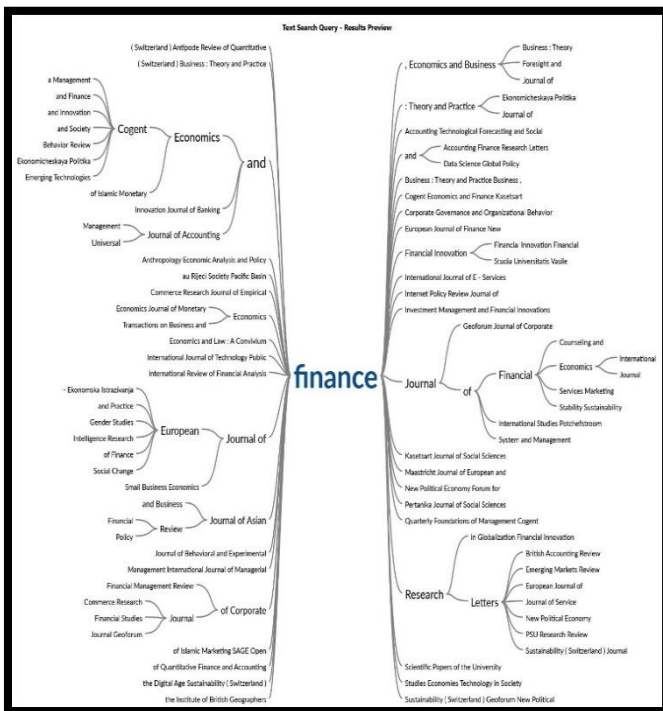 Text Search Query - Results Preview
( Switzerland ) Antipode Review of Quantitative
( Switzerland ) Business : Theory and Practice
a Management
and Finance
and Innovation
and Society
Behavior Review
Ekonomicheskaya Politika
Emerging Technologies
Cogent
of Islamic Monetary
Economics
Innovation Journal of Banking
Management
Universal
Journal of Accounting
and
Anthropology Economic Analysis and Policy
au Rijeci Society Pacific Basin
Commerce Research Journal of Empirical
Economics Journal of Monetary
Transactions on Business and
Economics
Economics and Law : A Convivium
International Journal of Technology Public
International Review of Financial Analysis
- Ekonomska Istrazivanja
and Practice
Gender Studies
Intelligence Research
of Finance
Social Change
European
Small Business Economics
Journal of
and Business
Financial
Policy
Review
Journal of Asian
Journal of Behavioral and Experimental
Management International Journal of Managerial
Financial Management Review
Commerce Research
Financial Studies
Journal Geoforum
Journal
of Corporate
of Islamic Marketing SAGE Open
of Quantitative Finance and Accounting
the Digital Age Sustainability ( Switzerland )
the Institute of British Geographers
finance
, Economics and Business
Business : Theory
Foresight and
Journal of
: Theory and Practice
Ekonomicheskaya Politika
Journal of
Accounting Technological Forecasting and Social
and
Accounting Finance Research Letters
Data Science Global Policy
Business : Theory and Practice Business ,
Cogent Economics and Finance Kasetsart
Corporate Governance and Organizational Behavior
European Journal of Finance New
Financial Innovation
Financial Innovation Financial
Studia Universitatis Vasile
International Journal of E - Services
Internet Policy Review Journal of
Investment Management and Financial Innovations
Journal
Geoforum Journal of Corporate
of
Financial
Counseling and
Economics
International
Journal
Services Marketing
Stability Sustainability
International Studies Potchefstroom
System and Management
Kasetsart Journal of Social Sciences
Maastricht Journal of European and
New Political Economy Forum for
Pertanika Journal of Social Sciences
Quarterly Foundations of Management Cogent
Research
in Globalization Financial Innovation
Letters
British Accounting Review
Emerging Markets Review
European Journal of
Journal of Service
New Political Economy
PSU Research Review
Sustainability ( Switzerland ) Journal
Scientific Papers of the University
Studies Economies Technology in Society
Sustainability ( Switzerland ) Geoforum New Political